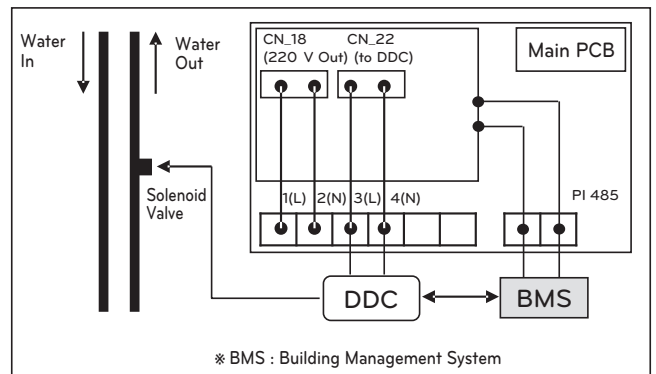 Water
In
Water
Out
CN_18
(220 V Out)
CN_22
(to DDC)
Main PCB
Solenoid
Valve
1(L) 2(N) 3(L) 4(N)
PI 485
DDC
BMS
※ BMS : Building Management System